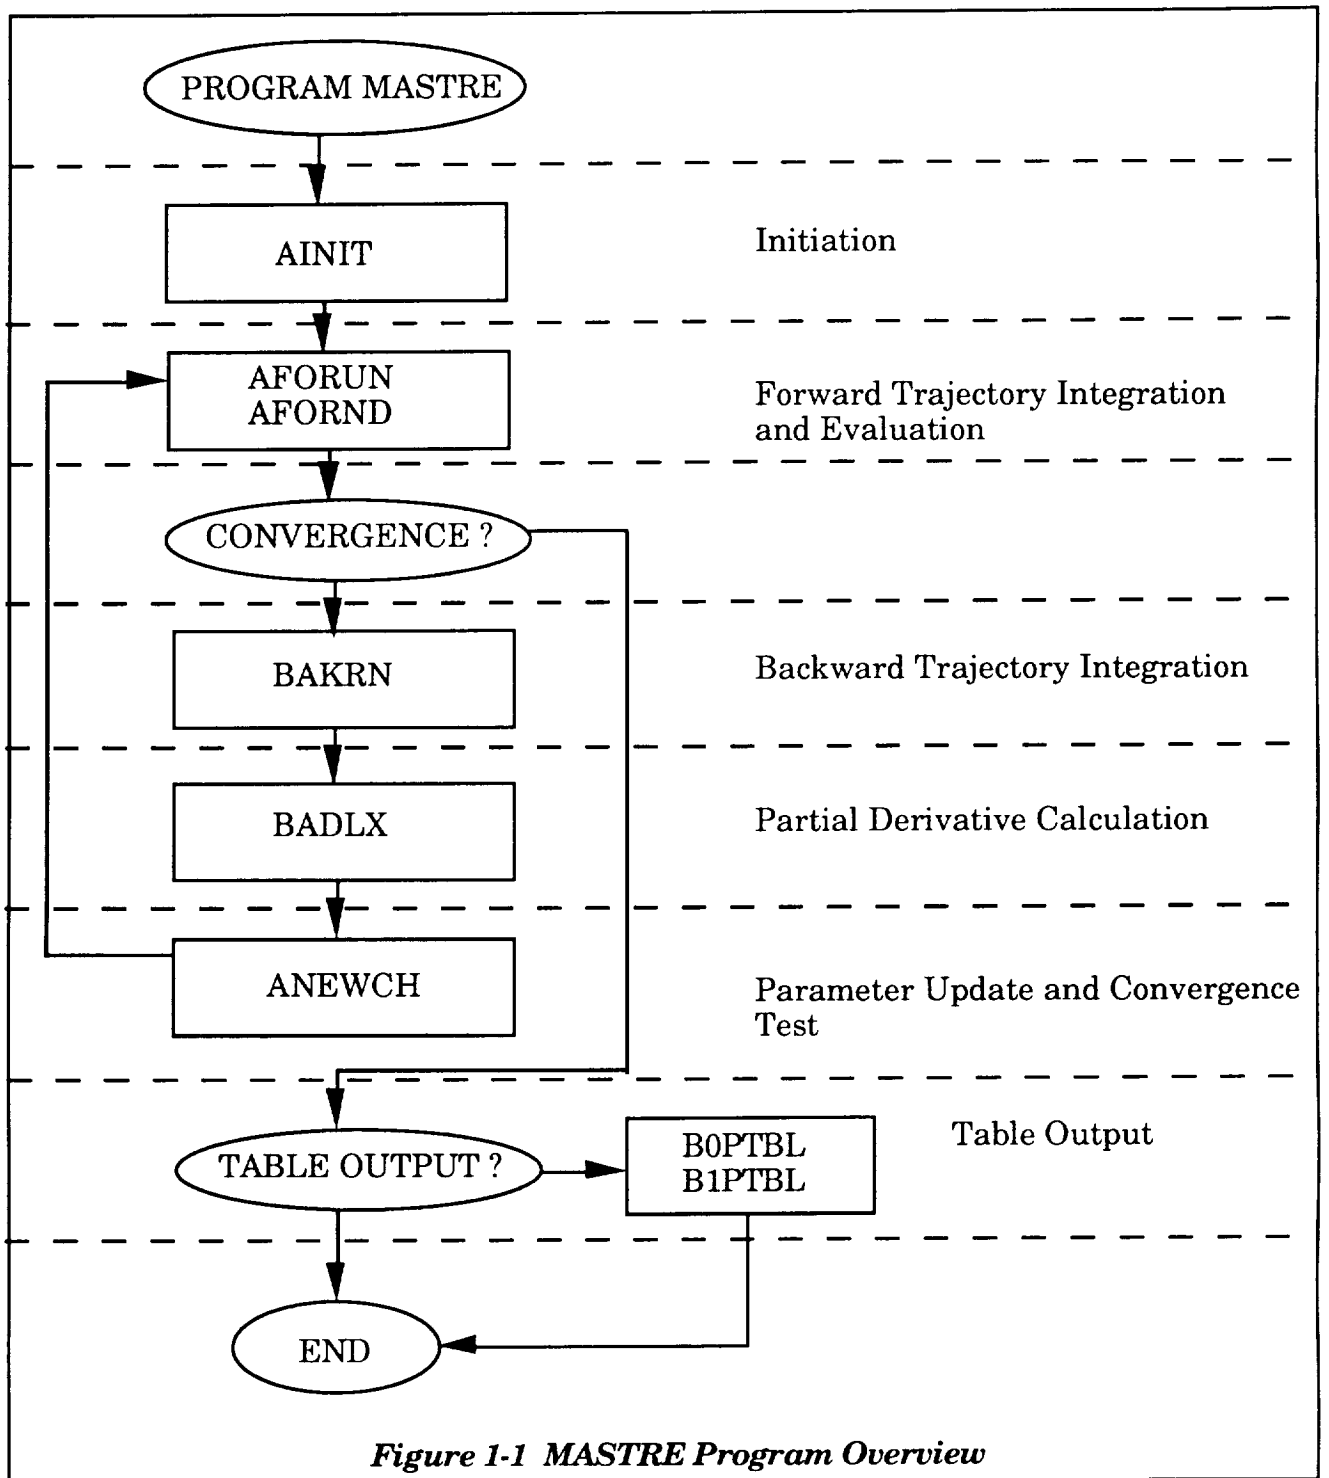 PROGRAM MASTRE
AINIT
Initiation
AFORUN
AFORND
Forward Trajectory Integration
and Evaluation
CONVERGENCE ?
BAKRN
Backward Trajectory Integration
BADLX
Partial Derivative Calculation
ANEWCH
Parameter Update and Convergence
Test
TABLE OUTPUT ?
B0PTBL
B1PTBL
Table Output
END
Figure 1-1 MASTRE Program Overview